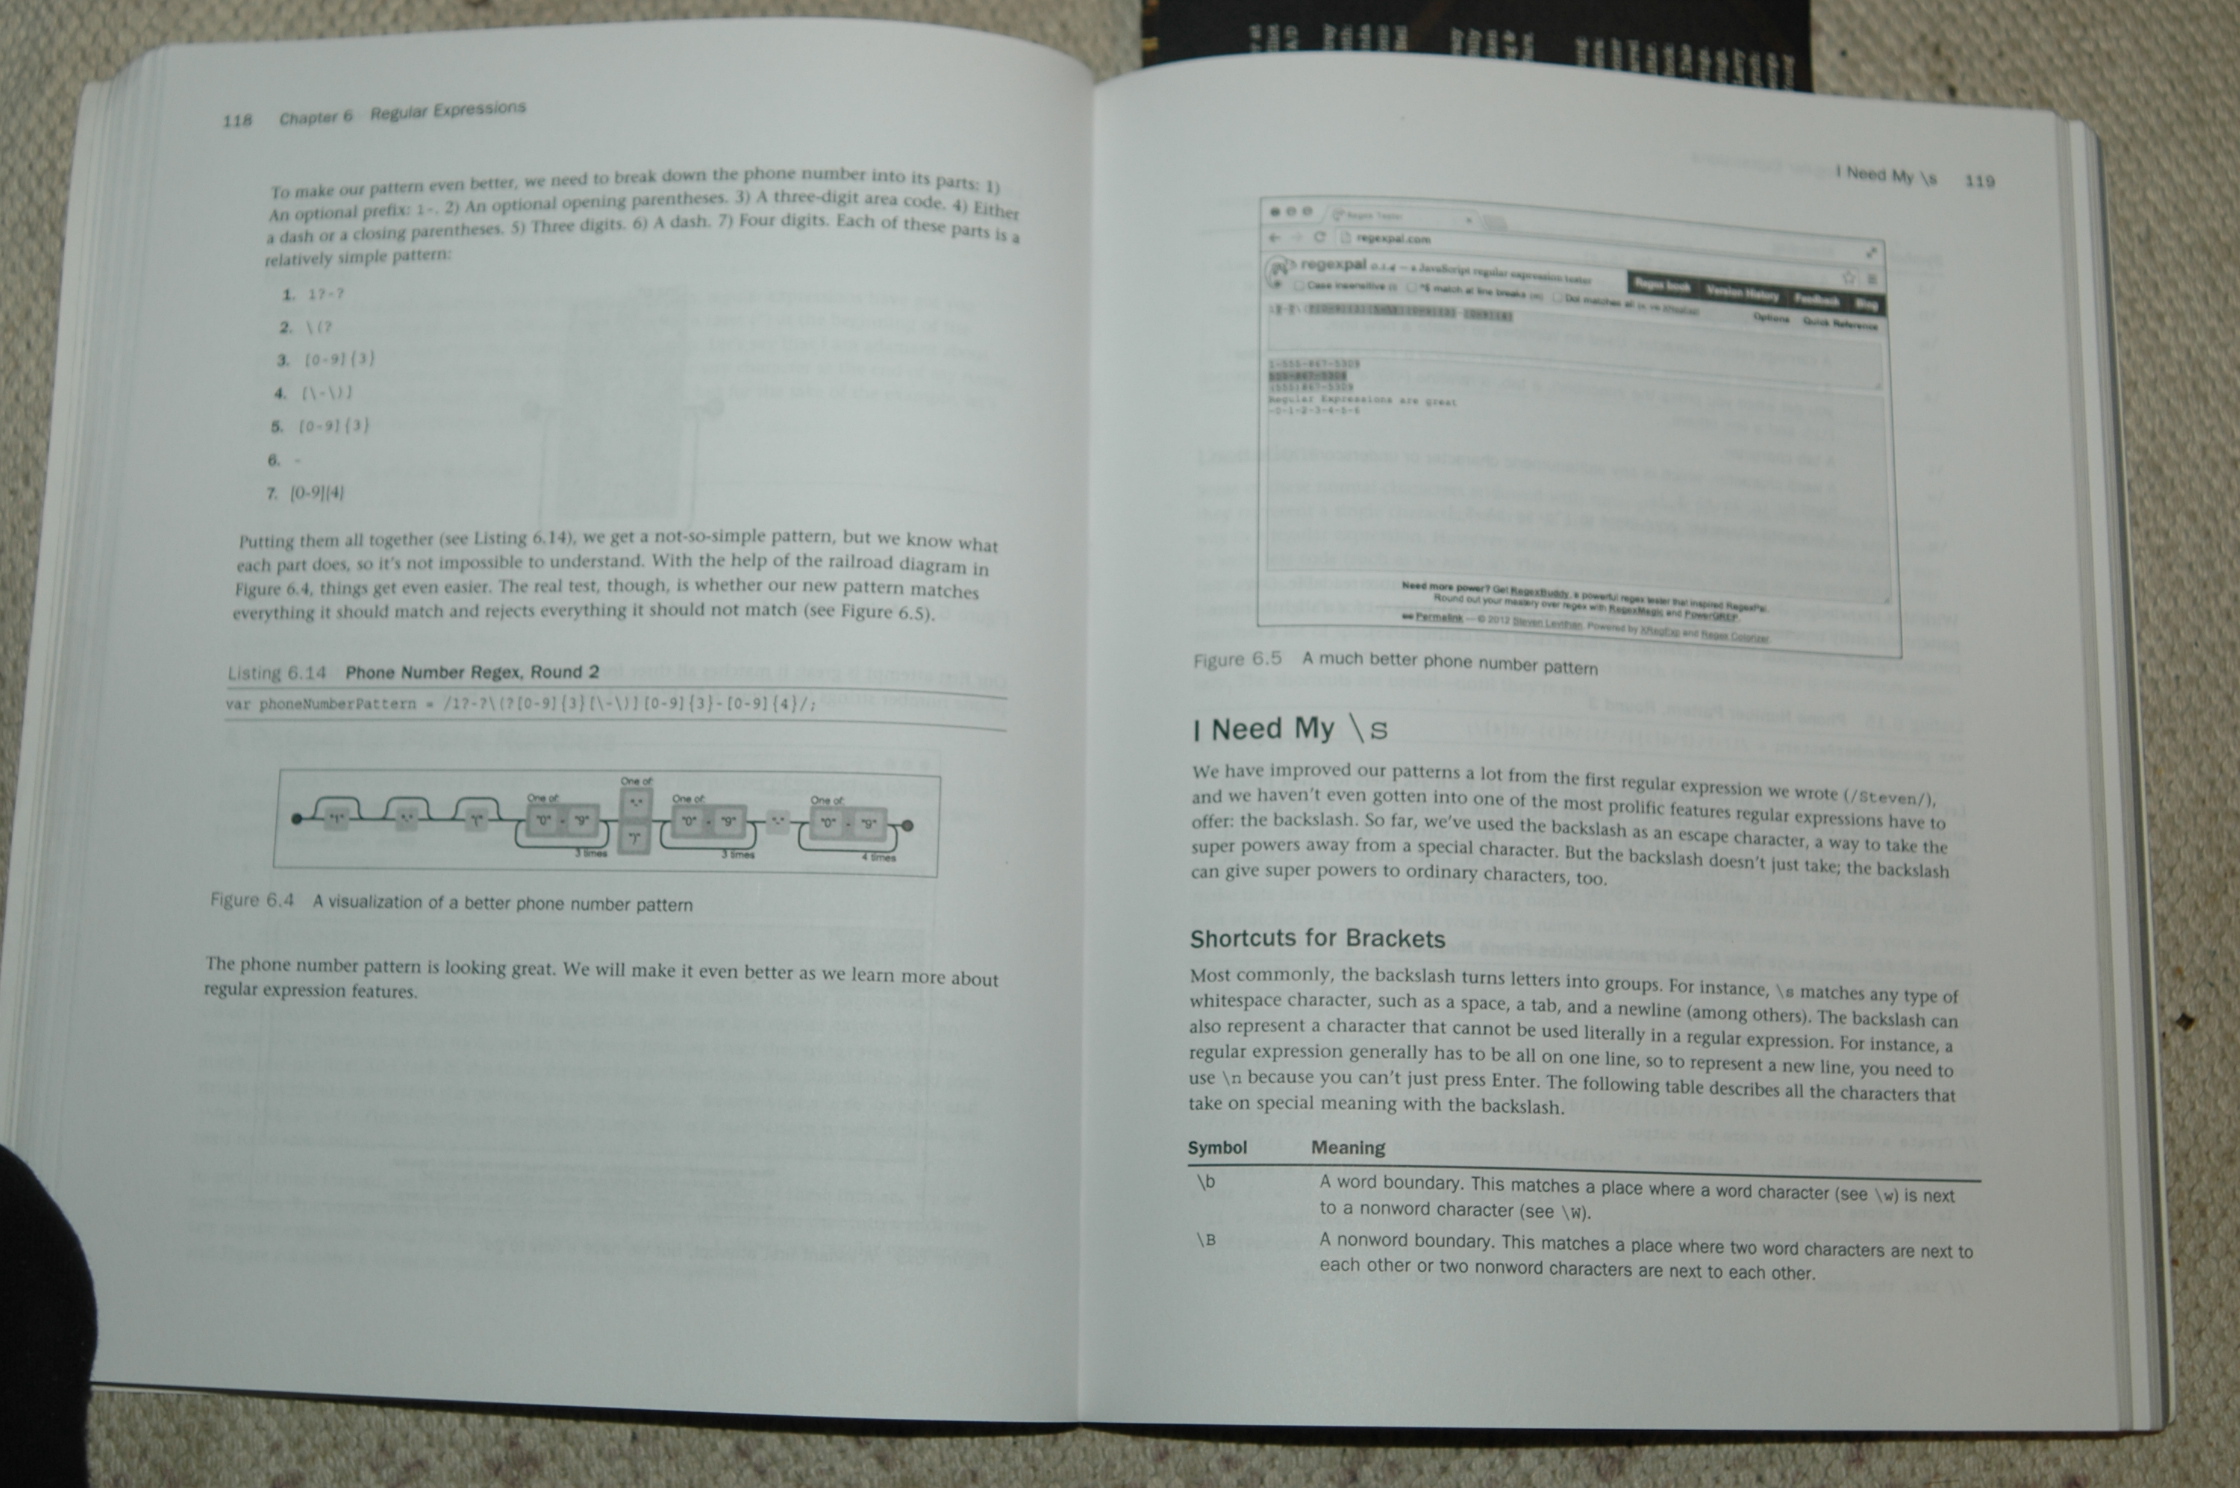 118 Chapter 6 Regular Expressions
To make our pattern even better, we need to break down the phone number into its parts: 1)
An optional prefix: 1-. 2) An optional opening parentheses. 3) A three-digit area code. 4) Either
a dash or a closing parentheses. 5) Three digits. 6) A dash. 7) Four digits. Each of these parts is a
relatively simple pattern:
1. 1?-?
2. \(?
3. [0-9]{3}
4. [\-\)]
5. [0-9]{3}
6. -
7. [0-9]{4}
Putting them all together (see Listing 6.14), we get a not-so-simple pattern, but we know what
each part does, so it's not impossible to understand. With the help of the railroad diagram in
Figure 6.4, things get even easier. The real test, though, is whether our new pattern matches
everything it should match and rejects everything it should not match (see Figure 6.5).
Listing 6.14 Phone Number Regex, Round 2
var phoneNumberPattern = /1?-?\(?[0-9]{3}[\-\)][0-9]{3}-[0-9]{4}/;
"1" "-" "(" One of: "0" - "9" 3 times One of: "-" ")" One of: "0" - "9" 3 times "-" One of: "0" - "9" 4 times
Figure 6.4 A visualization of a better phone number pattern
The phone number pattern is looking great. We will make it even better as we learn more about
regular expression features.
I Need My \s 119
regexpal.com
regexpal 0.1.4 — a JavaScript regular expression tester
Regex Book Version History Feedback Blog
Case insensitive (i) ^$ match at line breaks (m) Dot matches all (s; via XRegExp)
Options Quick Reference
1-555-867-5309
Regular Expressions are great
-0-1-2-3-4-5-6
Need more power? Get RegexBuddy, a powerful regex tester that inspired RegexPal.
Round out your mastery over regex with RegexMagic and PowerGREP.
Permalink — © 2012 Steven Levithan. Powered by XRegExp and Regex Colorizer.
Figure 6.5 A much better phone number pattern
I Need My \s
We have improved our patterns a lot from the first regular expression we wrote (/Steven/),
and we haven't even gotten into one of the most prolific features regular expressions have to
offer: the backslash. So far, we've used the backslash as an escape character, a way to take the
super powers away from a special character. But the backslash doesn't just take; the backslash
can give super powers to ordinary characters, too.
Shortcuts for Brackets
Most commonly, the backslash turns letters into groups. For instance, \s matches any type of
whitespace character, such as a space, a tab, and a newline (among others). The backslash can
also represent a character that cannot be used literally in a regular expression. For instance, a
regular expression generally has to be all on one line, so to represent a new line, you need to
use \n because you can't just press Enter. The following table describes all the characters that
take on special meaning with the backslash.
Symbol Meaning
\b A word boundary. This matches a place where a word character (see \w) is next
to a nonword character (see \W).
\B A nonword boundary. This matches a place where two word characters are next to
each other or two nonword characters are next to each other.